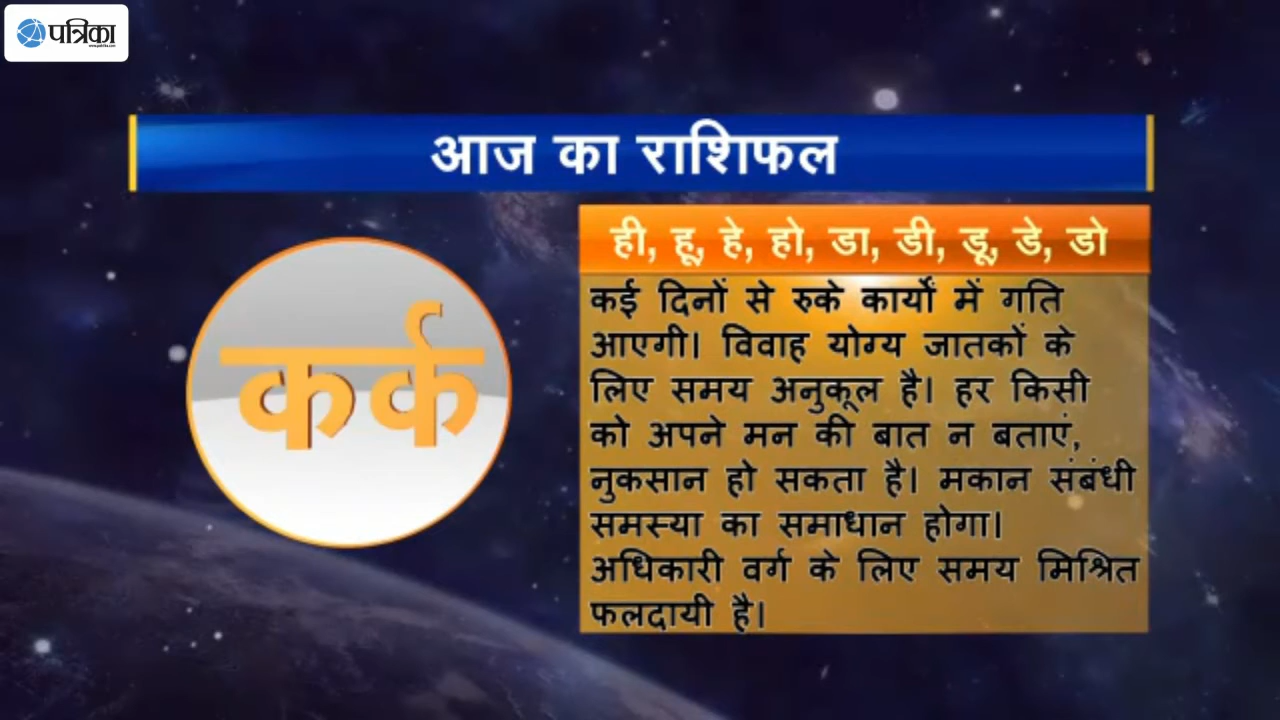 पत्रिका
आज का राशिफल
कर्क
ही, हू, हे, हो, डा, डी, डू, डे, डो
कई दिनों से रुके कार्यों में गति
आएगी। विवाह योग्य जातकों के
लिए समय अनुकूल है। हर किसी
को अपने मन की बात न बताएं,
नुकसान हो सकता है। मकान संबंधी
समस्या का समाधान होगा।
अधिकारी वर्ग के लिए समय मिश्रित
फलदायी है।